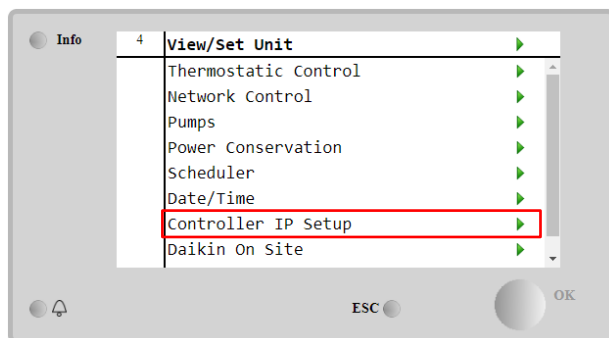 Info
4 View/Set Unit
Thermostatic Control
Network Control
Pumps
Power Conservation
Scheduler
Date/Time
Controller IP Setup
Daikin On Site
ESC
OK